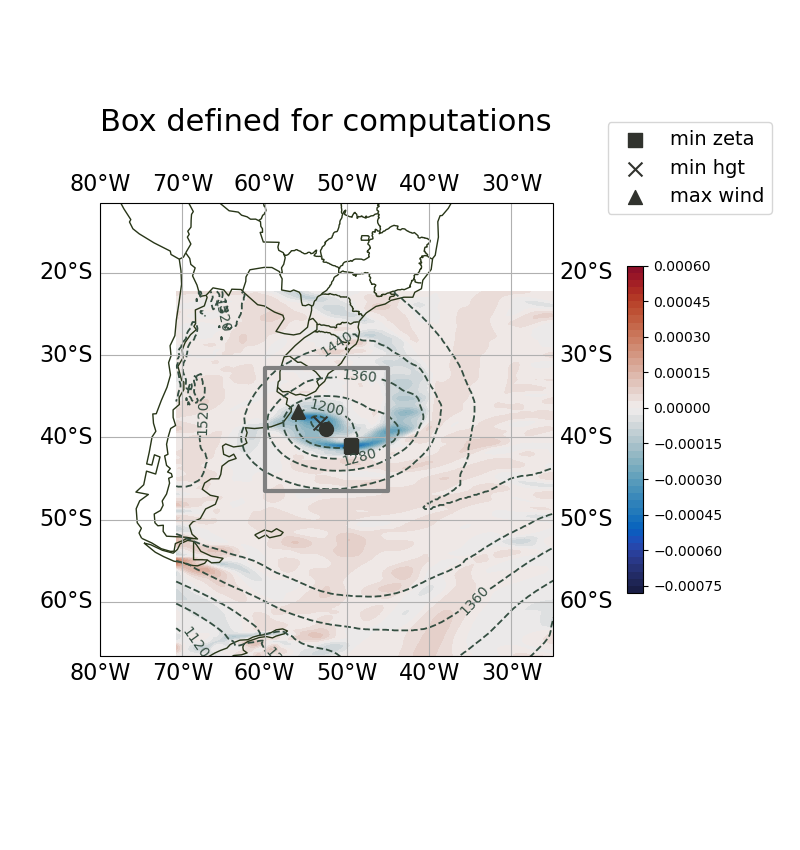 Box defined for computations
min zeta
min hgt
max wind
80°W 70°W 60°W 50°W 40°W 30°W
20°S 20°S
30°S
40°S 40°S
50°S 50°S
60°S 60°S
80°W 70°W 60°W 50°W 40°W 30°W
1440
1360
1520
1200
1280
1360
1120
0.00060
0.00045
0.00030
0.00015
0.00000
−0.00015
−0.00030
−0.00045
−0.00060
−0.00075